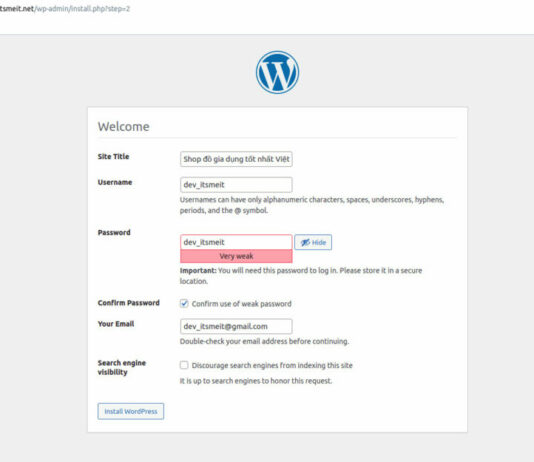 tsmeit.net/wp-admin/install.php?step=2
Welcome
Site Title
Shop đồ gia dụng tốt nhất Việt
Username
dev_itsmeit
Usernames can have only alphanumeric characters, spaces, underscores, hyphens,
periods, and the @ symbol.
Password
dev_itsmeit
Hide
Very weak
Important: You will need this password to log in. Please store it in a secure
location.
Confirm Password
Confirm use of weak password
Your Email
dev_itsmeit@gmail.com
Double-check your email address before continuing.
Search engine
visibility
Discourage search engines from indexing this site
It is up to search engines to honor this request.
Install WordPress